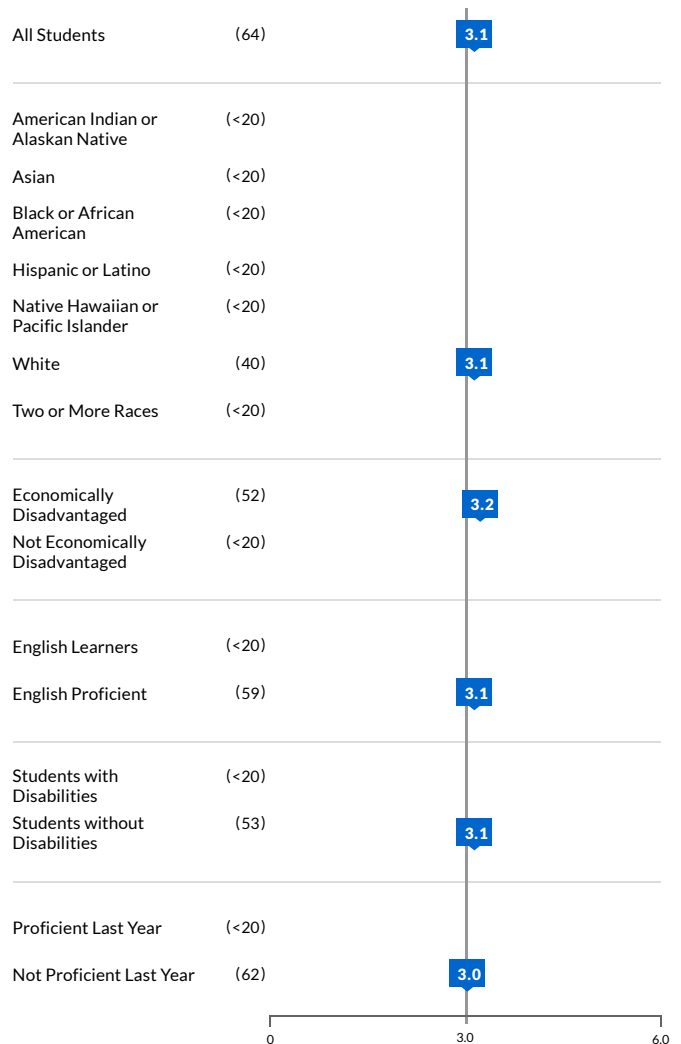 All Students (64) 3.1
American Indian or (<20)
Alaskan Native
Asian (<20)
Black or African (<20)
American
Hispanic or Latino (<20)
Native Hawaiian or (<20)
Pacific Islander
White (40) 3.1
Two or More Races (<20)
Economically (52) 3.2
Disadvantaged
Not Economically (<20)
Disadvantaged
English Learners (<20)
English Proficient (59) 3.1
Students with (<20)
Disabilities
Students without (53) 3.1
Disabilities
Proficient Last Year (<20)
Not Proficient Last Year (62) 3.0
0 3.0 6.0